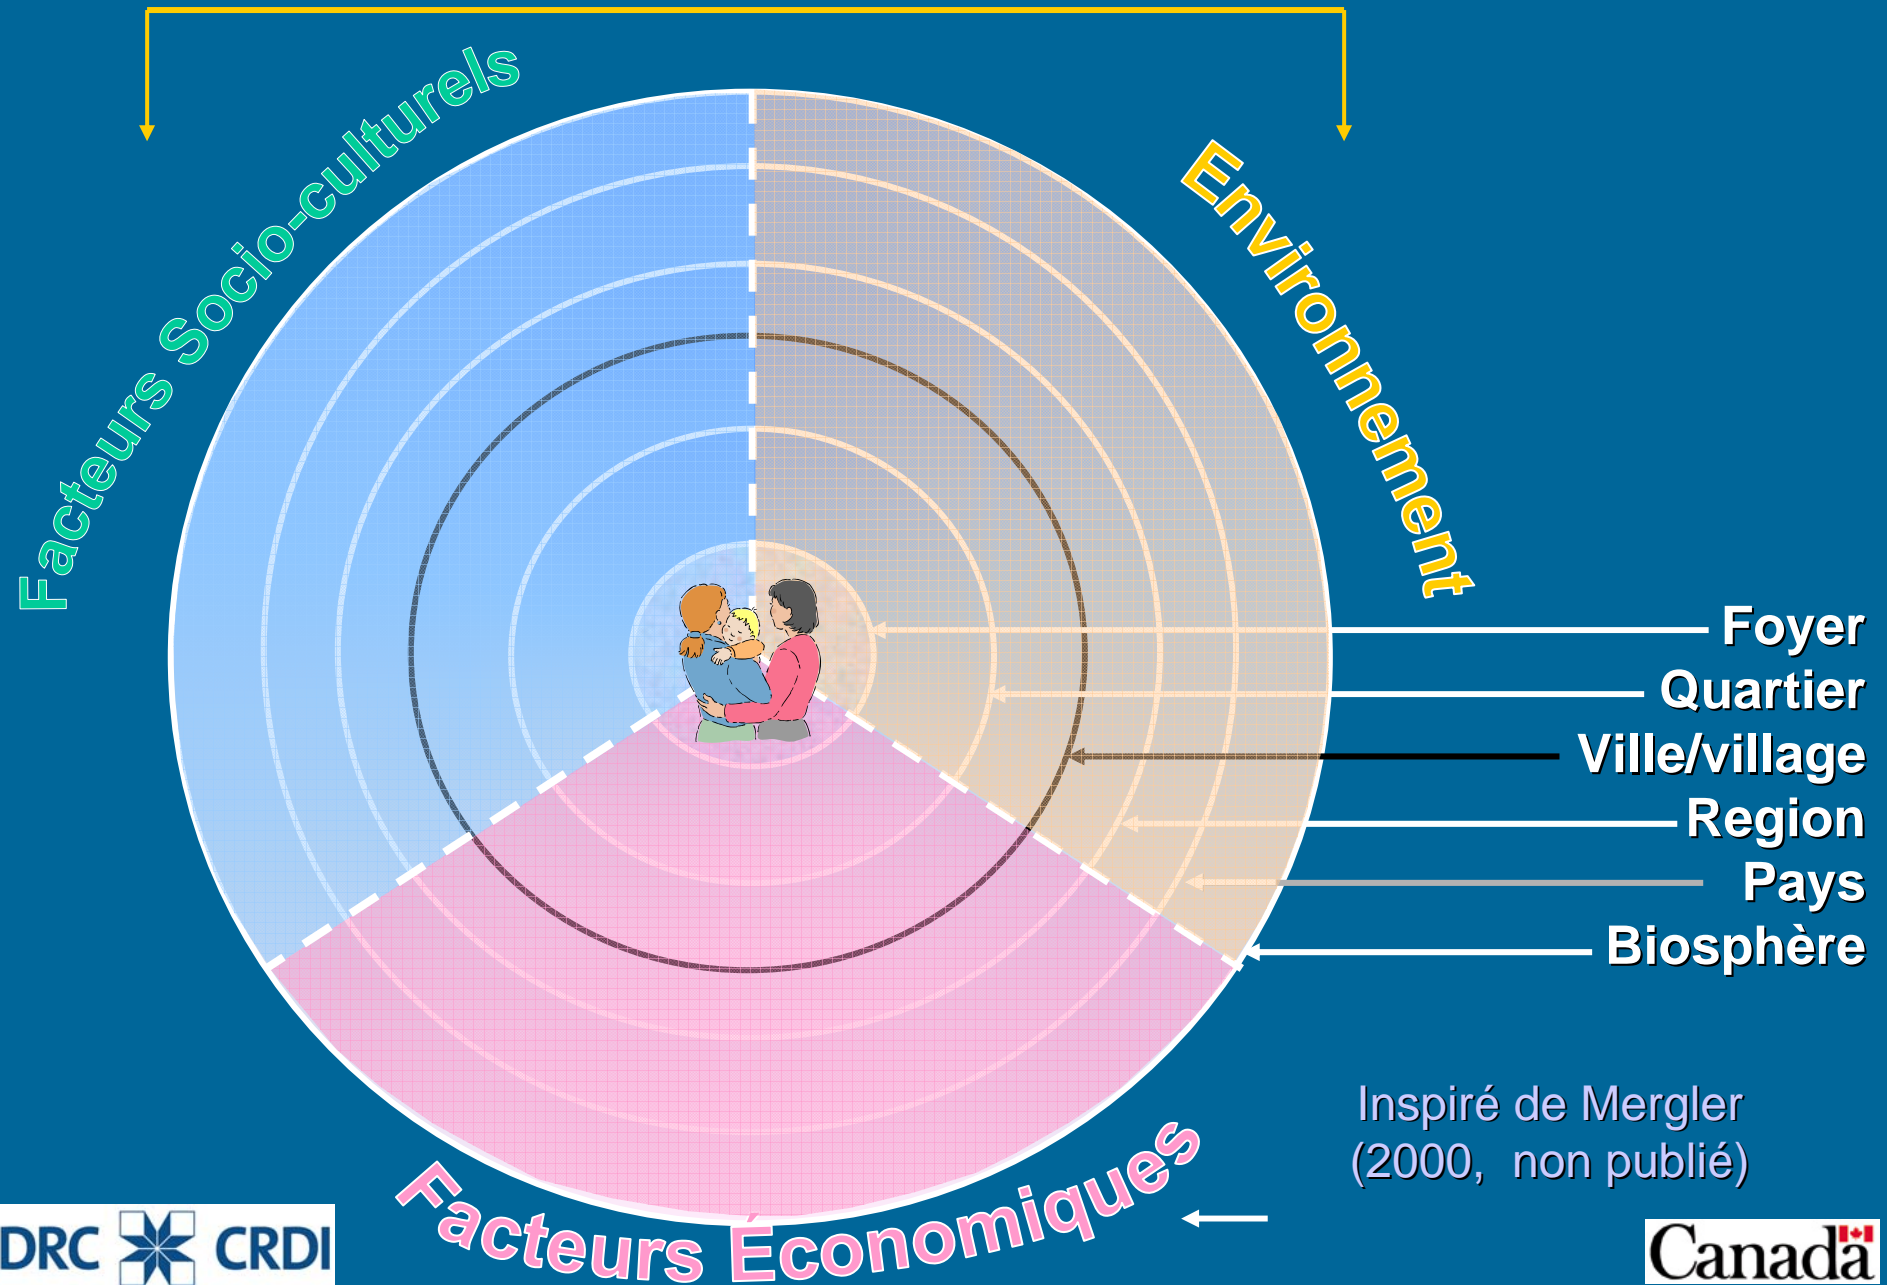 Facteurs Socio-culturels
Environnement
Foyer
Quartier
Ville/village
Region
Pays
Biosphère
Inspiré de Mergler
(2000, non publié)
Facteurs Économiques
DRC CRDI
Canada